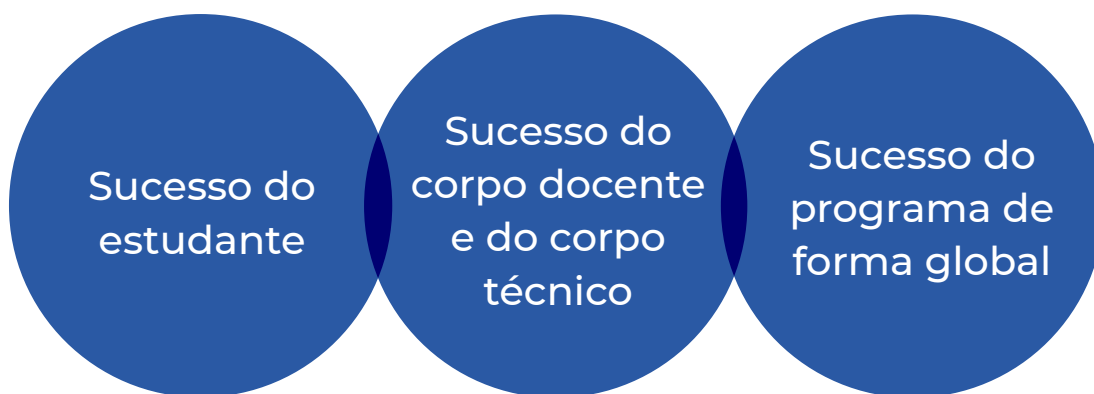 Sucesso do
estudante
Sucesso do
corpo docente
e do corpo
técnico
Sucesso do
programa de
forma global